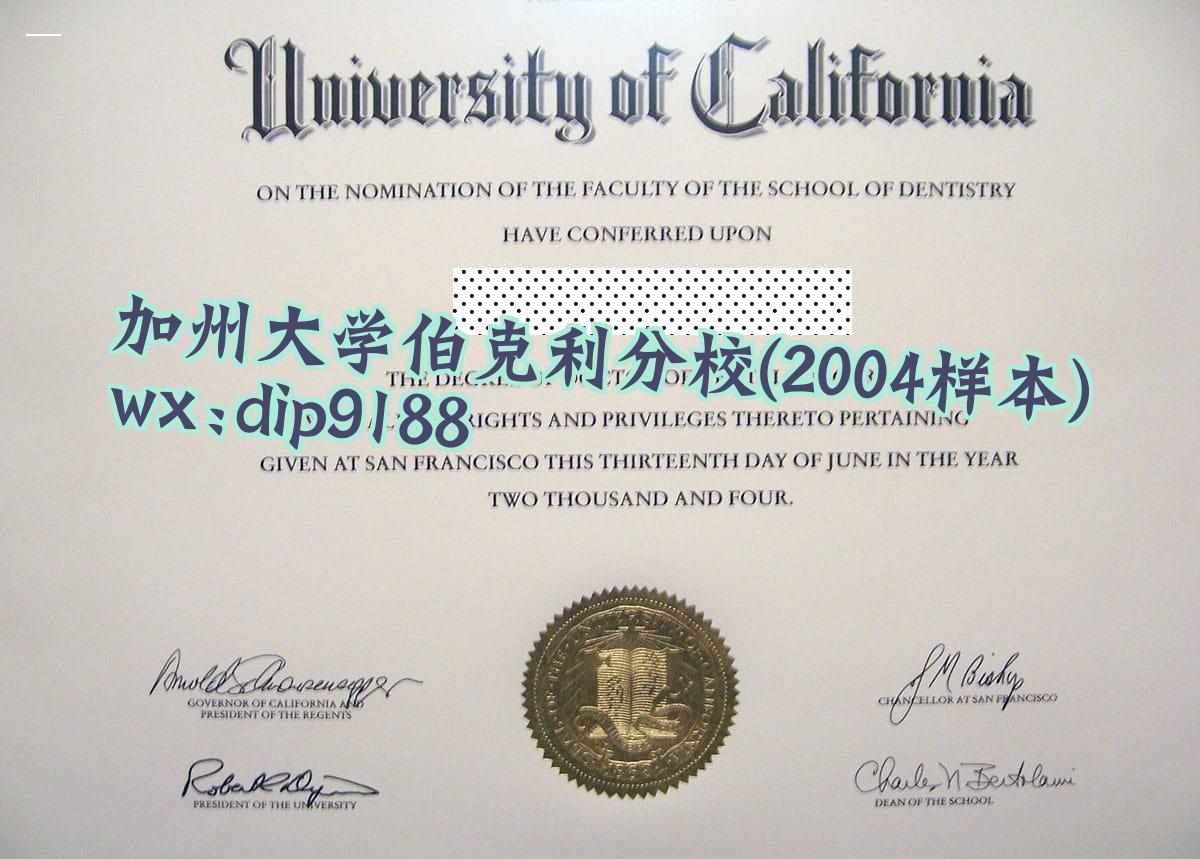 University of California
ON THE NOMINATION OF THE FACULTY OF THE SCHOOL OF DENTISTRY
HAVE CONFERRED UPON
加州大学伯克利分校(2004样本)
THE
wx:dip9188
RIGHTS AND PRIVILEGES THERETO PERTAINING
GIVEN AT SAN FRANCISCO THIS THIRTEENTH DAY OF JUNE IN THE YEAR
TWO THOUSAND AND FOUR.
GOVERNOR OF CALIFORNIA AND
PRESIDENT OF THE REGENTS
CHANCELLOR AT SAN FRANCISCO
PRESIDENT OF THE UNIVERSITY
Charles N Bertolami
DEAN OF THE SCHOOL